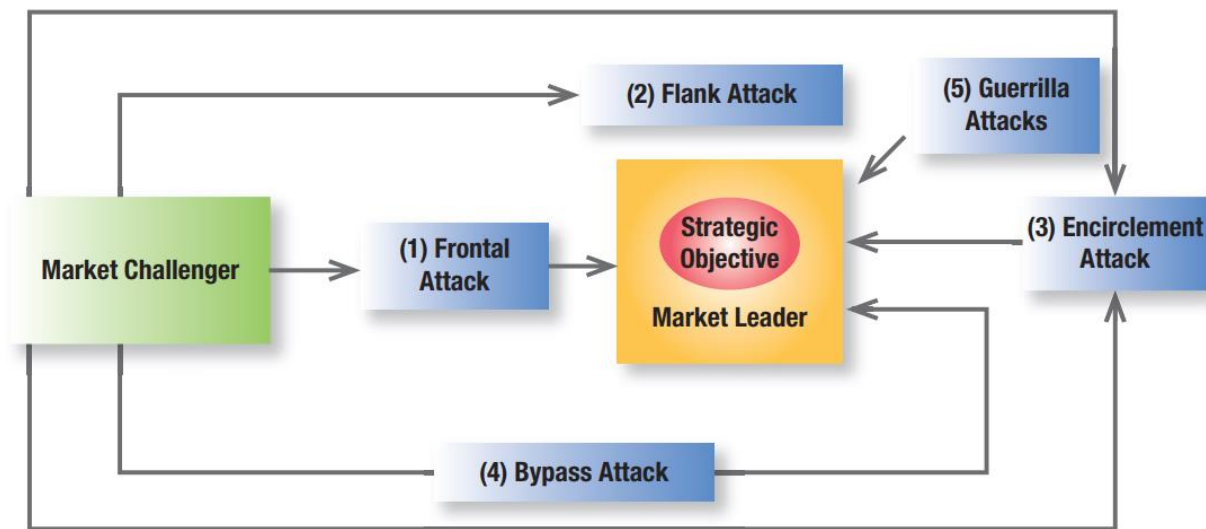 (2) Flank Attack
(5) Guerrilla
Attacks
Market Challenger
(1) Frontal
Attack
Strategic
Objective
Market Leader
(3) Encirclement
Attack
(4) Bypass Attack